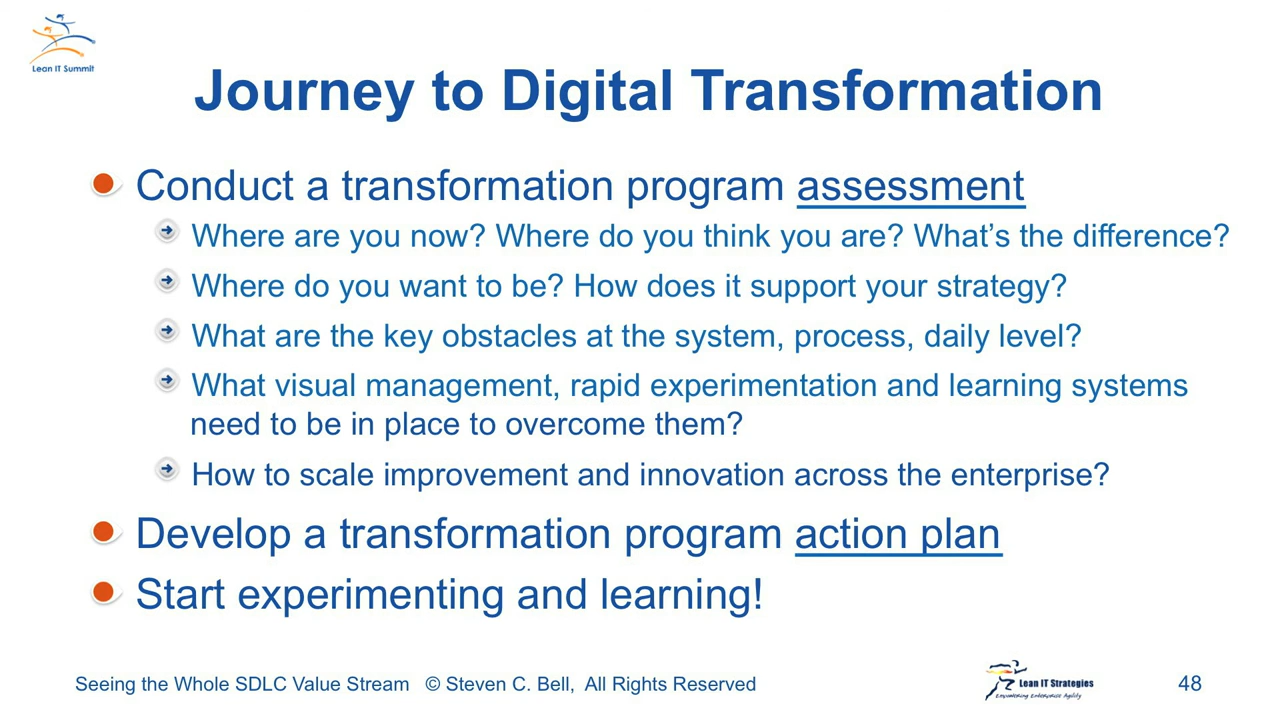 Lean IT Summit
Journey to Digital Transformation
Conduct a transformation program assessment
Where are you now? Where do you think you are? What’s the difference?
Where do you want to be? How does it support your strategy?
What are the key obstacles at the system, process, daily level?
What visual management, rapid experimentation and learning systems
need to be in place to overcome them?
How to scale improvement and innovation across the enterprise?
Develop a transformation program action plan
Start experimenting and learning!
Seeing the Whole SDLC Value Stream © Steven C. Bell, All Rights Reserved
Lean IT Strategies
Empowering Enterprise Agility
48